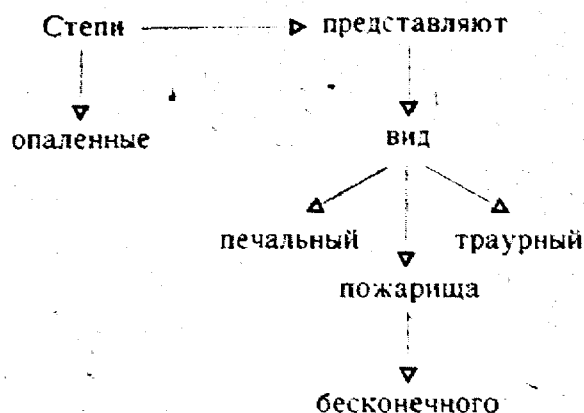 Степи представляют
опаленные вид
печальный траурный
пожарища
бесконечного